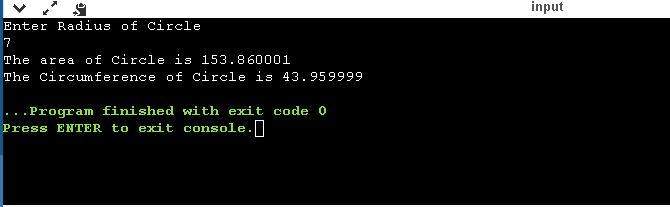 input
Enter Radius of Circle
7
The area of Circle is 153.860001
The Circumference of Circle is 43.959999
...Program finished with exit code 0
Press ENTER to exit console.